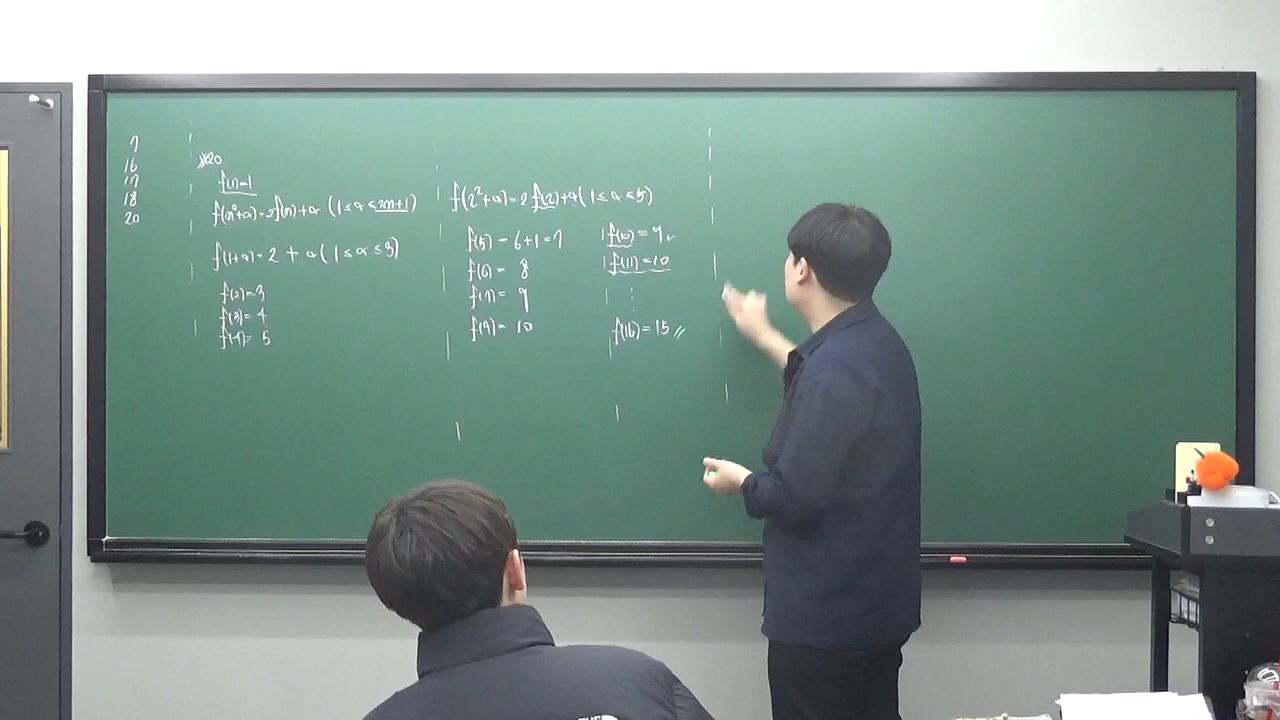 7
16
17
18
20
20
f(1)=1
f(n²+a)=2f(n)+a (1≤a≤2n+1)
f(1+a)=2+a (1≤a≤3)
f(2)=3
f(3)=4
f(4)=5
f(2²+a)=2f(2)+a (1≤a≤5)
f(5)=6+1=7
f(6)=8
f(7)=9
f(9)=10
=9
f(11)=10
⋮
f(16)=15